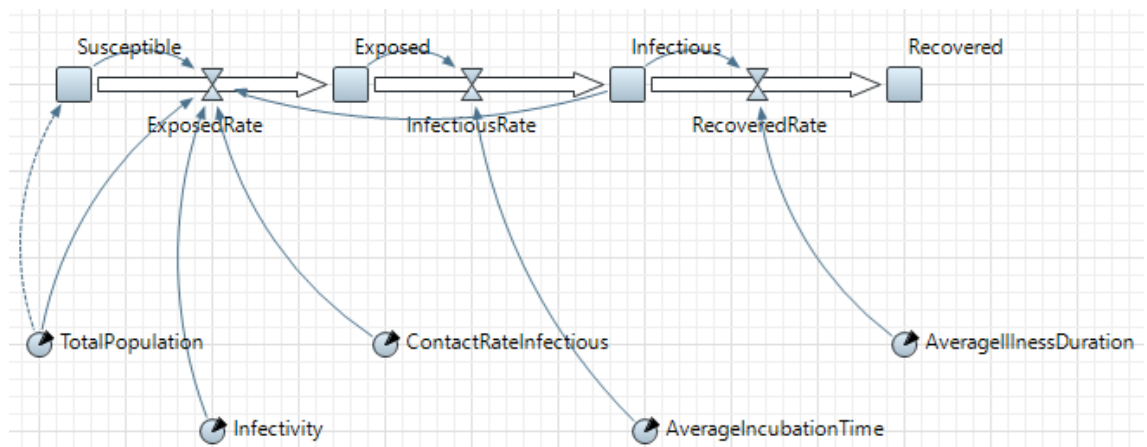 Susceptible
Exposed
Infectious
Recovered
ExposedRate
InfectiousRate
RecoveredRate
TotalPopulation
ContactRateInfectious
AverageIllnessDuration
Infectivity
AverageIncubationTime